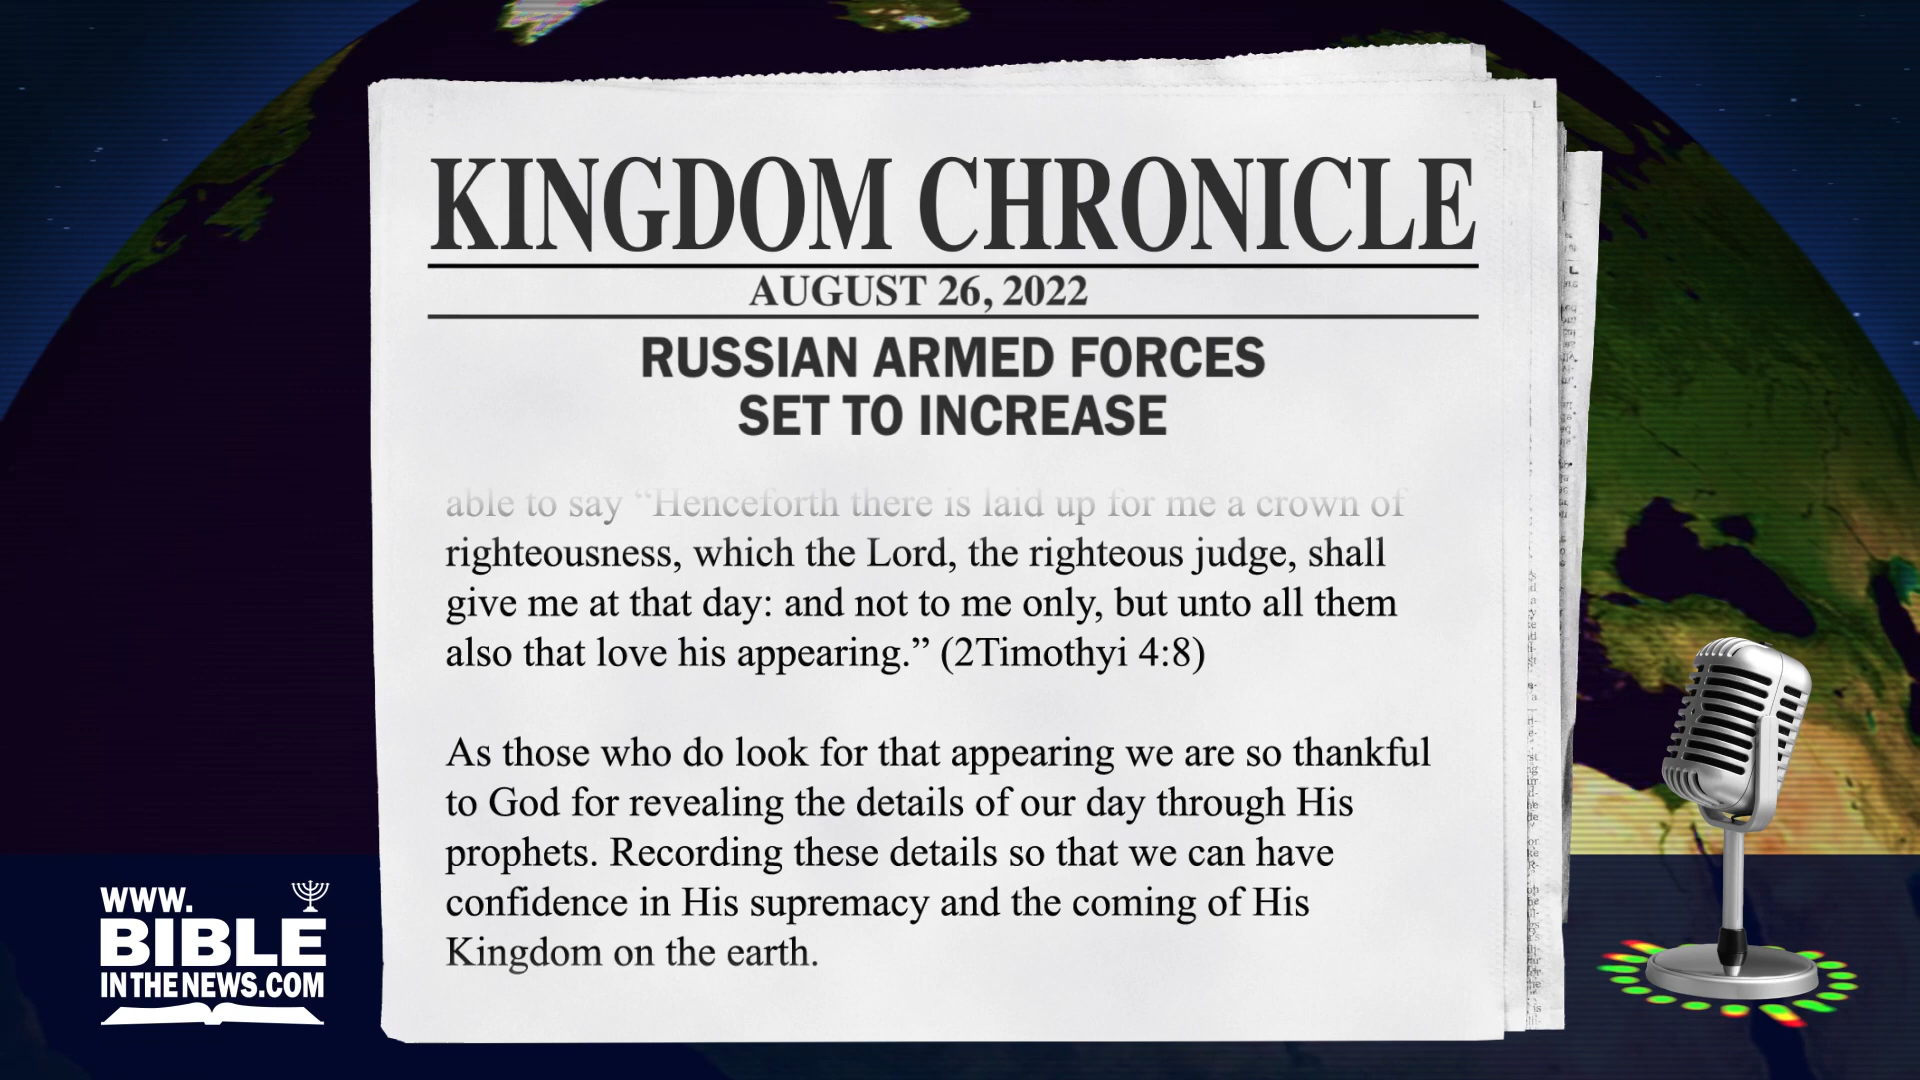 KINGDOM CHRONICLE
AUGUST 26, 2022
RUSSIAN ARMED FORCES
SET TO INCREASE
able to say “Henceforth there is laid up for me a crown of
righteousness, which the Lord, the righteous judge, shall
give me at that day: and not to me only, but unto all them
also that love his appearing.” (2Timothyi 4:8)
As those who do look for that appearing we are so thankful
to God for revealing the details of our day through His
prophets. Recording these details so that we can have
confidence in His supremacy and the coming of His
Kingdom on the earth.
WWW.
BIBLE
IN THE NEWS.COM